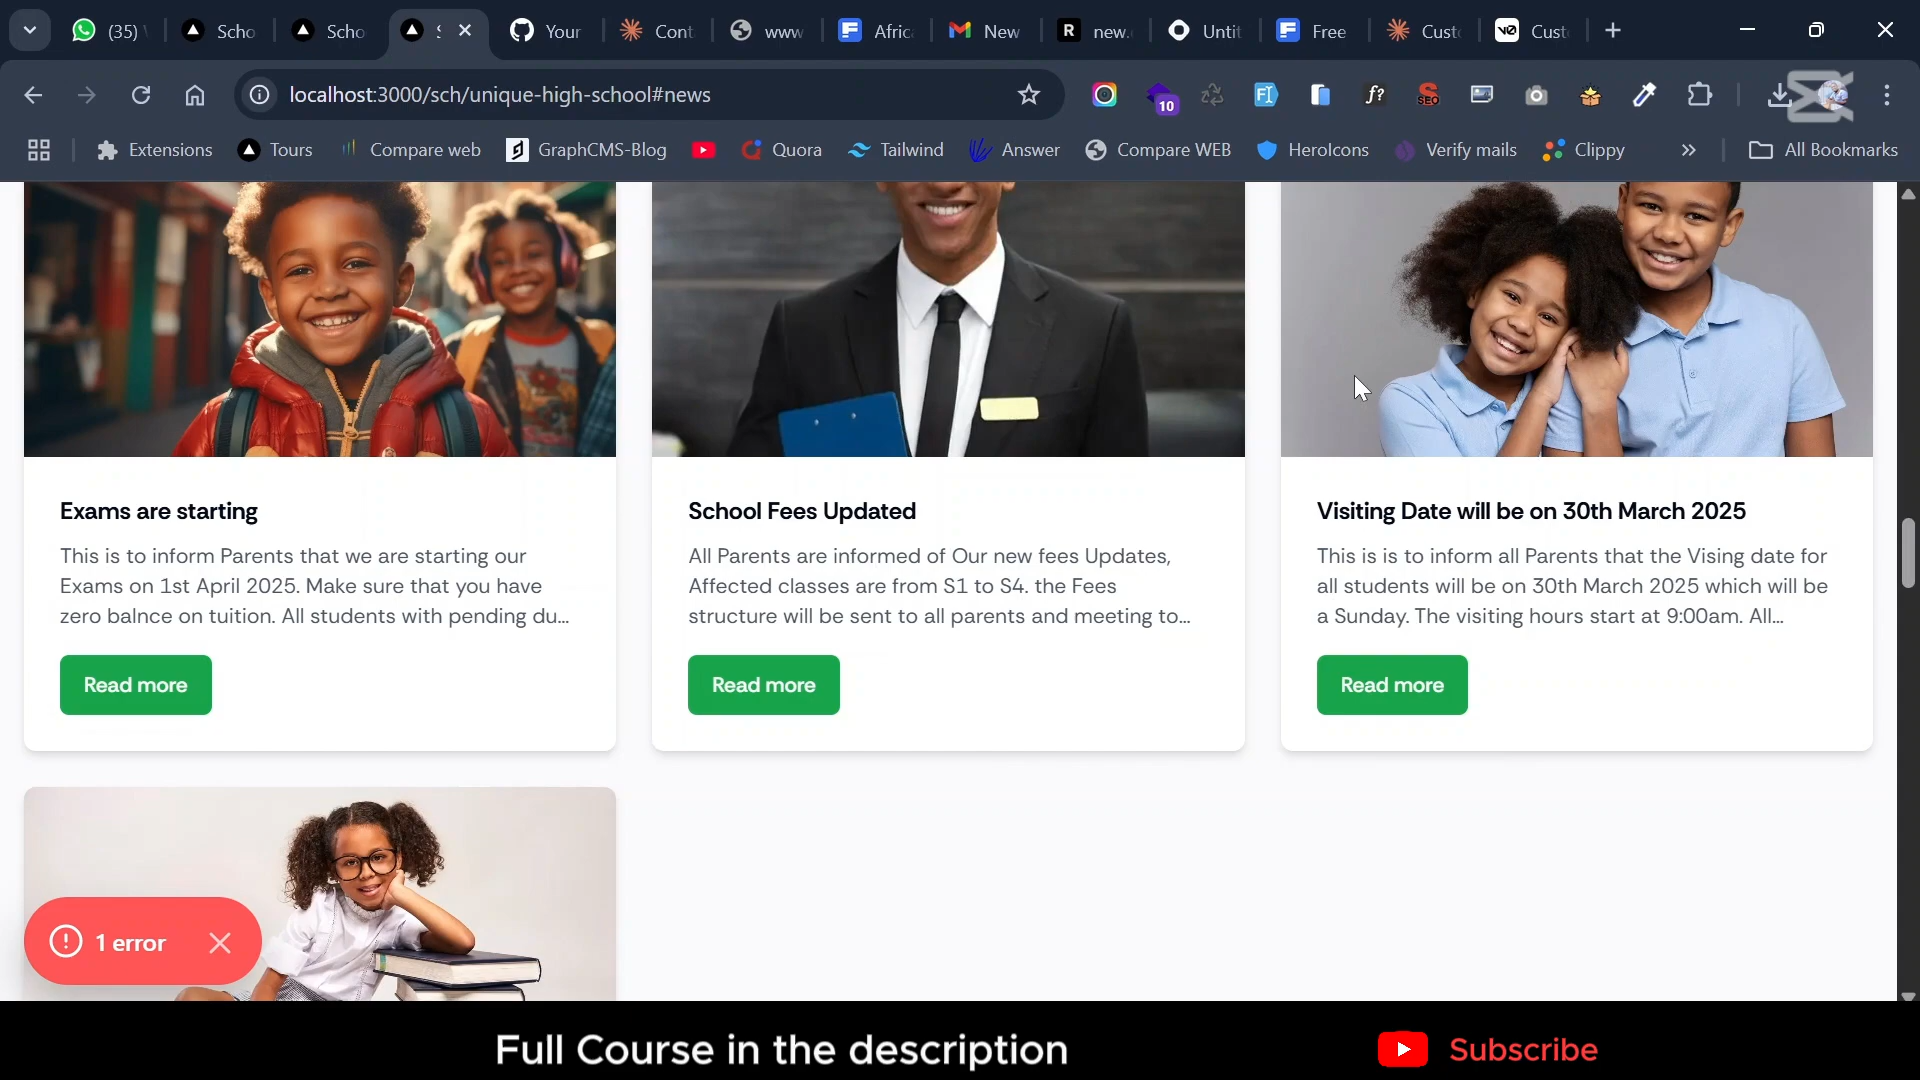 (35)
Scho
Scho
Your
Cont
www
Afric
New
new.
Untit
Free
Cust
Cust
localhost:3000/sch/unique-high-school#news
10
SEO
Extensions
Tours
Compare web
GraphCMS-Blog
Quora
Tailwind
Answer
Compare WEB
HeroIcons
Verify mails
Clippy
All Bookmarks
Exams are starting
This is to inform Parents that we are starting our
Exams on 1st April 2025. Make sure that you have
zero balnce on tuition. All students with pending du...
Read more
School Fees Updated
All Parents are informed of Our new fees Updates,
Affected classes are from S1 to S4. the Fees
structure will be sent to all parents and meeting to...
Read more
Visiting Date will be on 30th March 2025
This is is to inform all Parents that the Vising date for
all students will be on 30th March 2025 which will be
a Sunday. The visiting hours start at 9:00am. All...
Read more
1 error
Full Course in the description
Subscribe